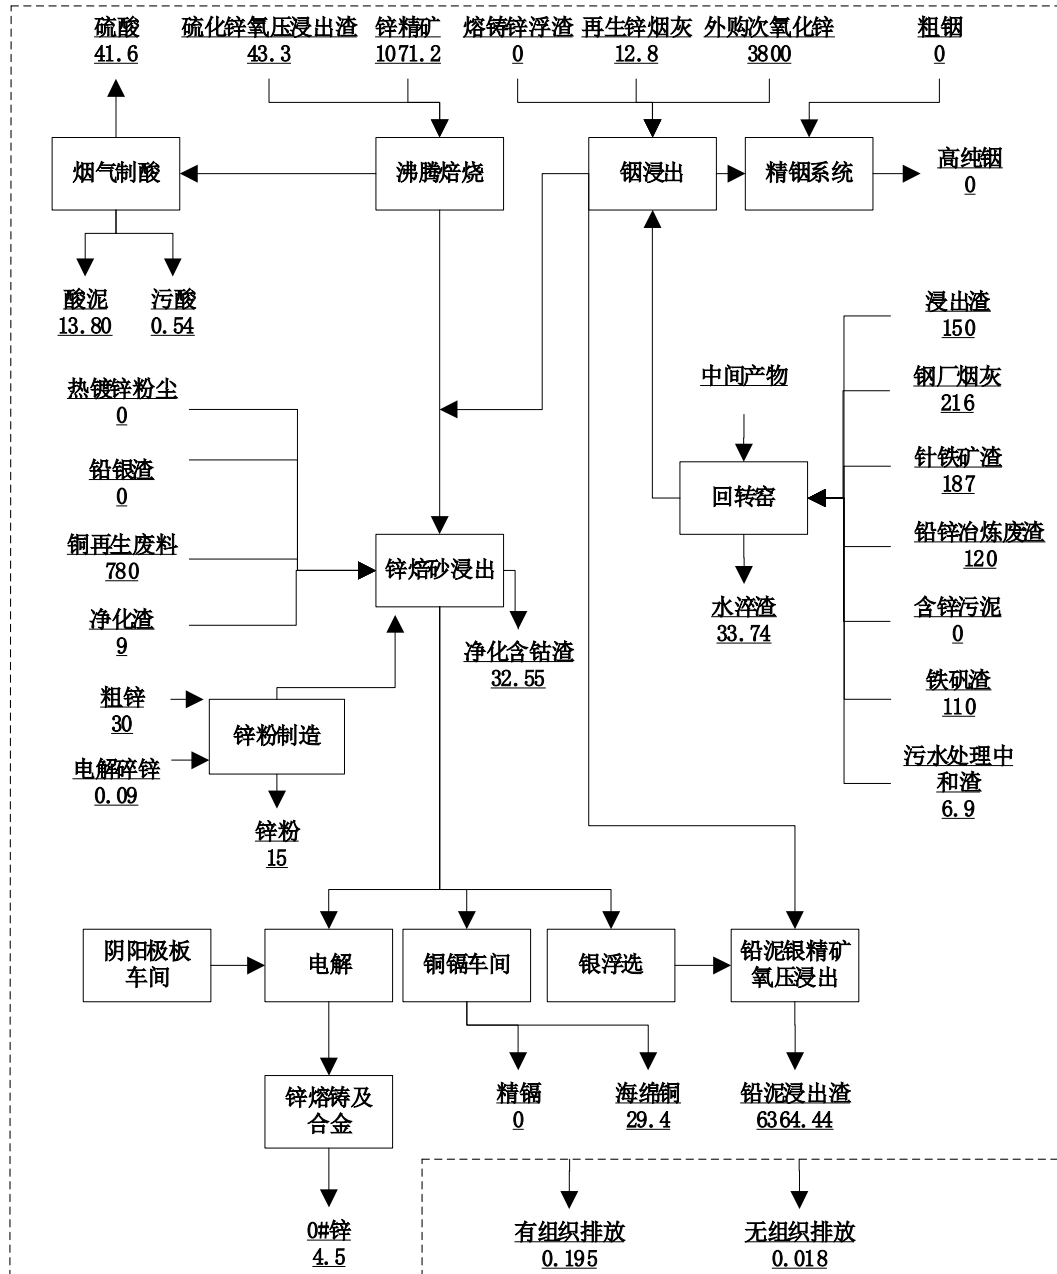 硫酸
41.6
硫化锌氧压浸出渣
43.3
锌精矿
1071.2
熔铸锌浮渣
0
再生锌烟灰
12.8
外购次氧化锌
3800
粗铟
0
烟气制酸
沸腾焙烧
铟浸出
精铟系统
高纯铟
0
酸泥
13.80
污酸
0.54
浸出渣
150
热镀锌粉尘
0
中间产物
钢厂烟灰
216
铅银渣
0
回转窑
针铁矿渣
187
铜再生废料
780
锌焙砂浸出
铅锌冶炼废渣
120
净化渣
9
水淬渣
33.74
含锌污泥
0
净化含钴渣
32.55
粗锌
30
锌粉制造
铁矾渣
110
电解碎锌
0.09
污水处理中
和渣
6.9
锌粉
15
阴阳极板
车间
电解
铜镉车间
银浮选
铅泥银精矿
氧压浸出
锌熔铸及
合金
精镉
0
海绵铜
29.4
铅泥浸出渣
6364.44
0#锌
4.5
有组织排放
0.195
无组织排放
0.018